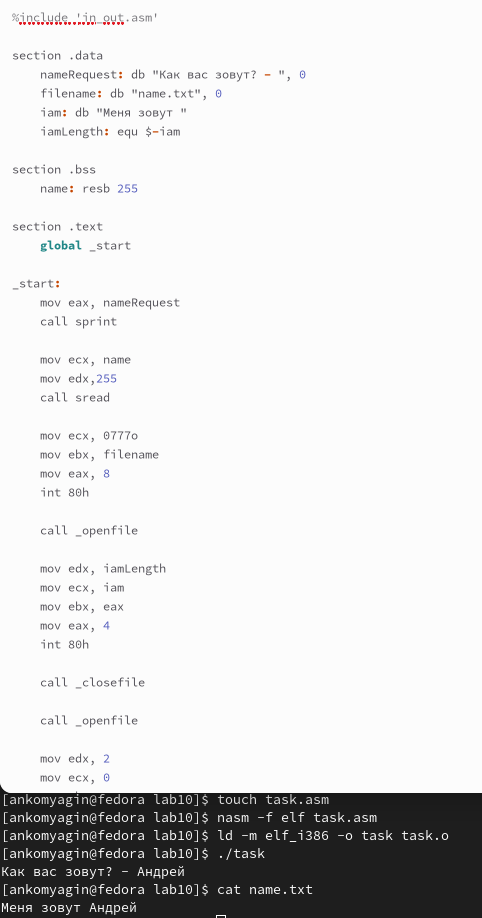 %include 'in_out.asm'
section .data
nameRequest: db "Как вас зовут? - ", 0
filename: db "name.txt", 0
iam: db "Меня зовут "
iamLength: equ $-iam
section .bss
name: resb 255
section .text
global _start
_start:
mov eax, nameRequest
call sprint
mov ecx, name
mov edx,255
call sread
mov ecx, 0777o
mov ebx, filename
mov eax, 8
int 80h
call _openfile
mov edx, iamLength
mov ecx, iam
mov ebx, eax
mov eax, 4
int 80h
call _closefile
call _openfile
mov edx, 2
mov ecx, 0
[ankomyagin@fedora lab10]$ touch task.asm
[ankomyagin@fedora lab10]$ nasm -f elf task.asm
[ankomyagin@fedora lab10]$ ld -m elf_i386 -o task task.o
[ankomyagin@fedora lab10]$ ./task
Как вас зовут? - Андрей
[ankomyagin@fedora lab10]$ cat name.txt
Меня зовут Андрей